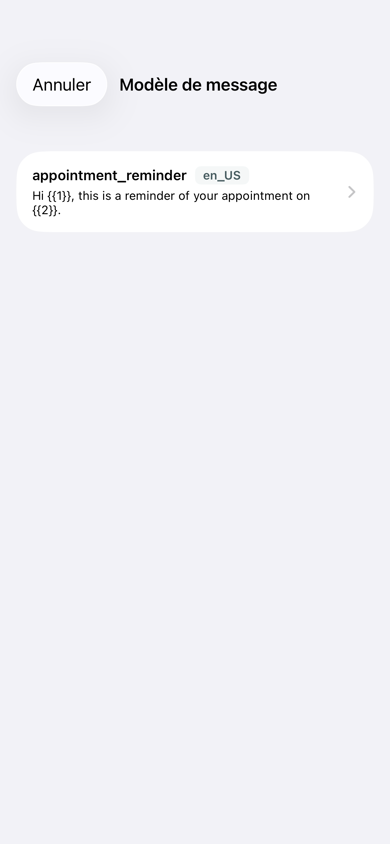 Annuler
Modèle de message
appointment_reminder en_US
Hi {{1}}, this is a reminder of your appointment on
{{2}}.